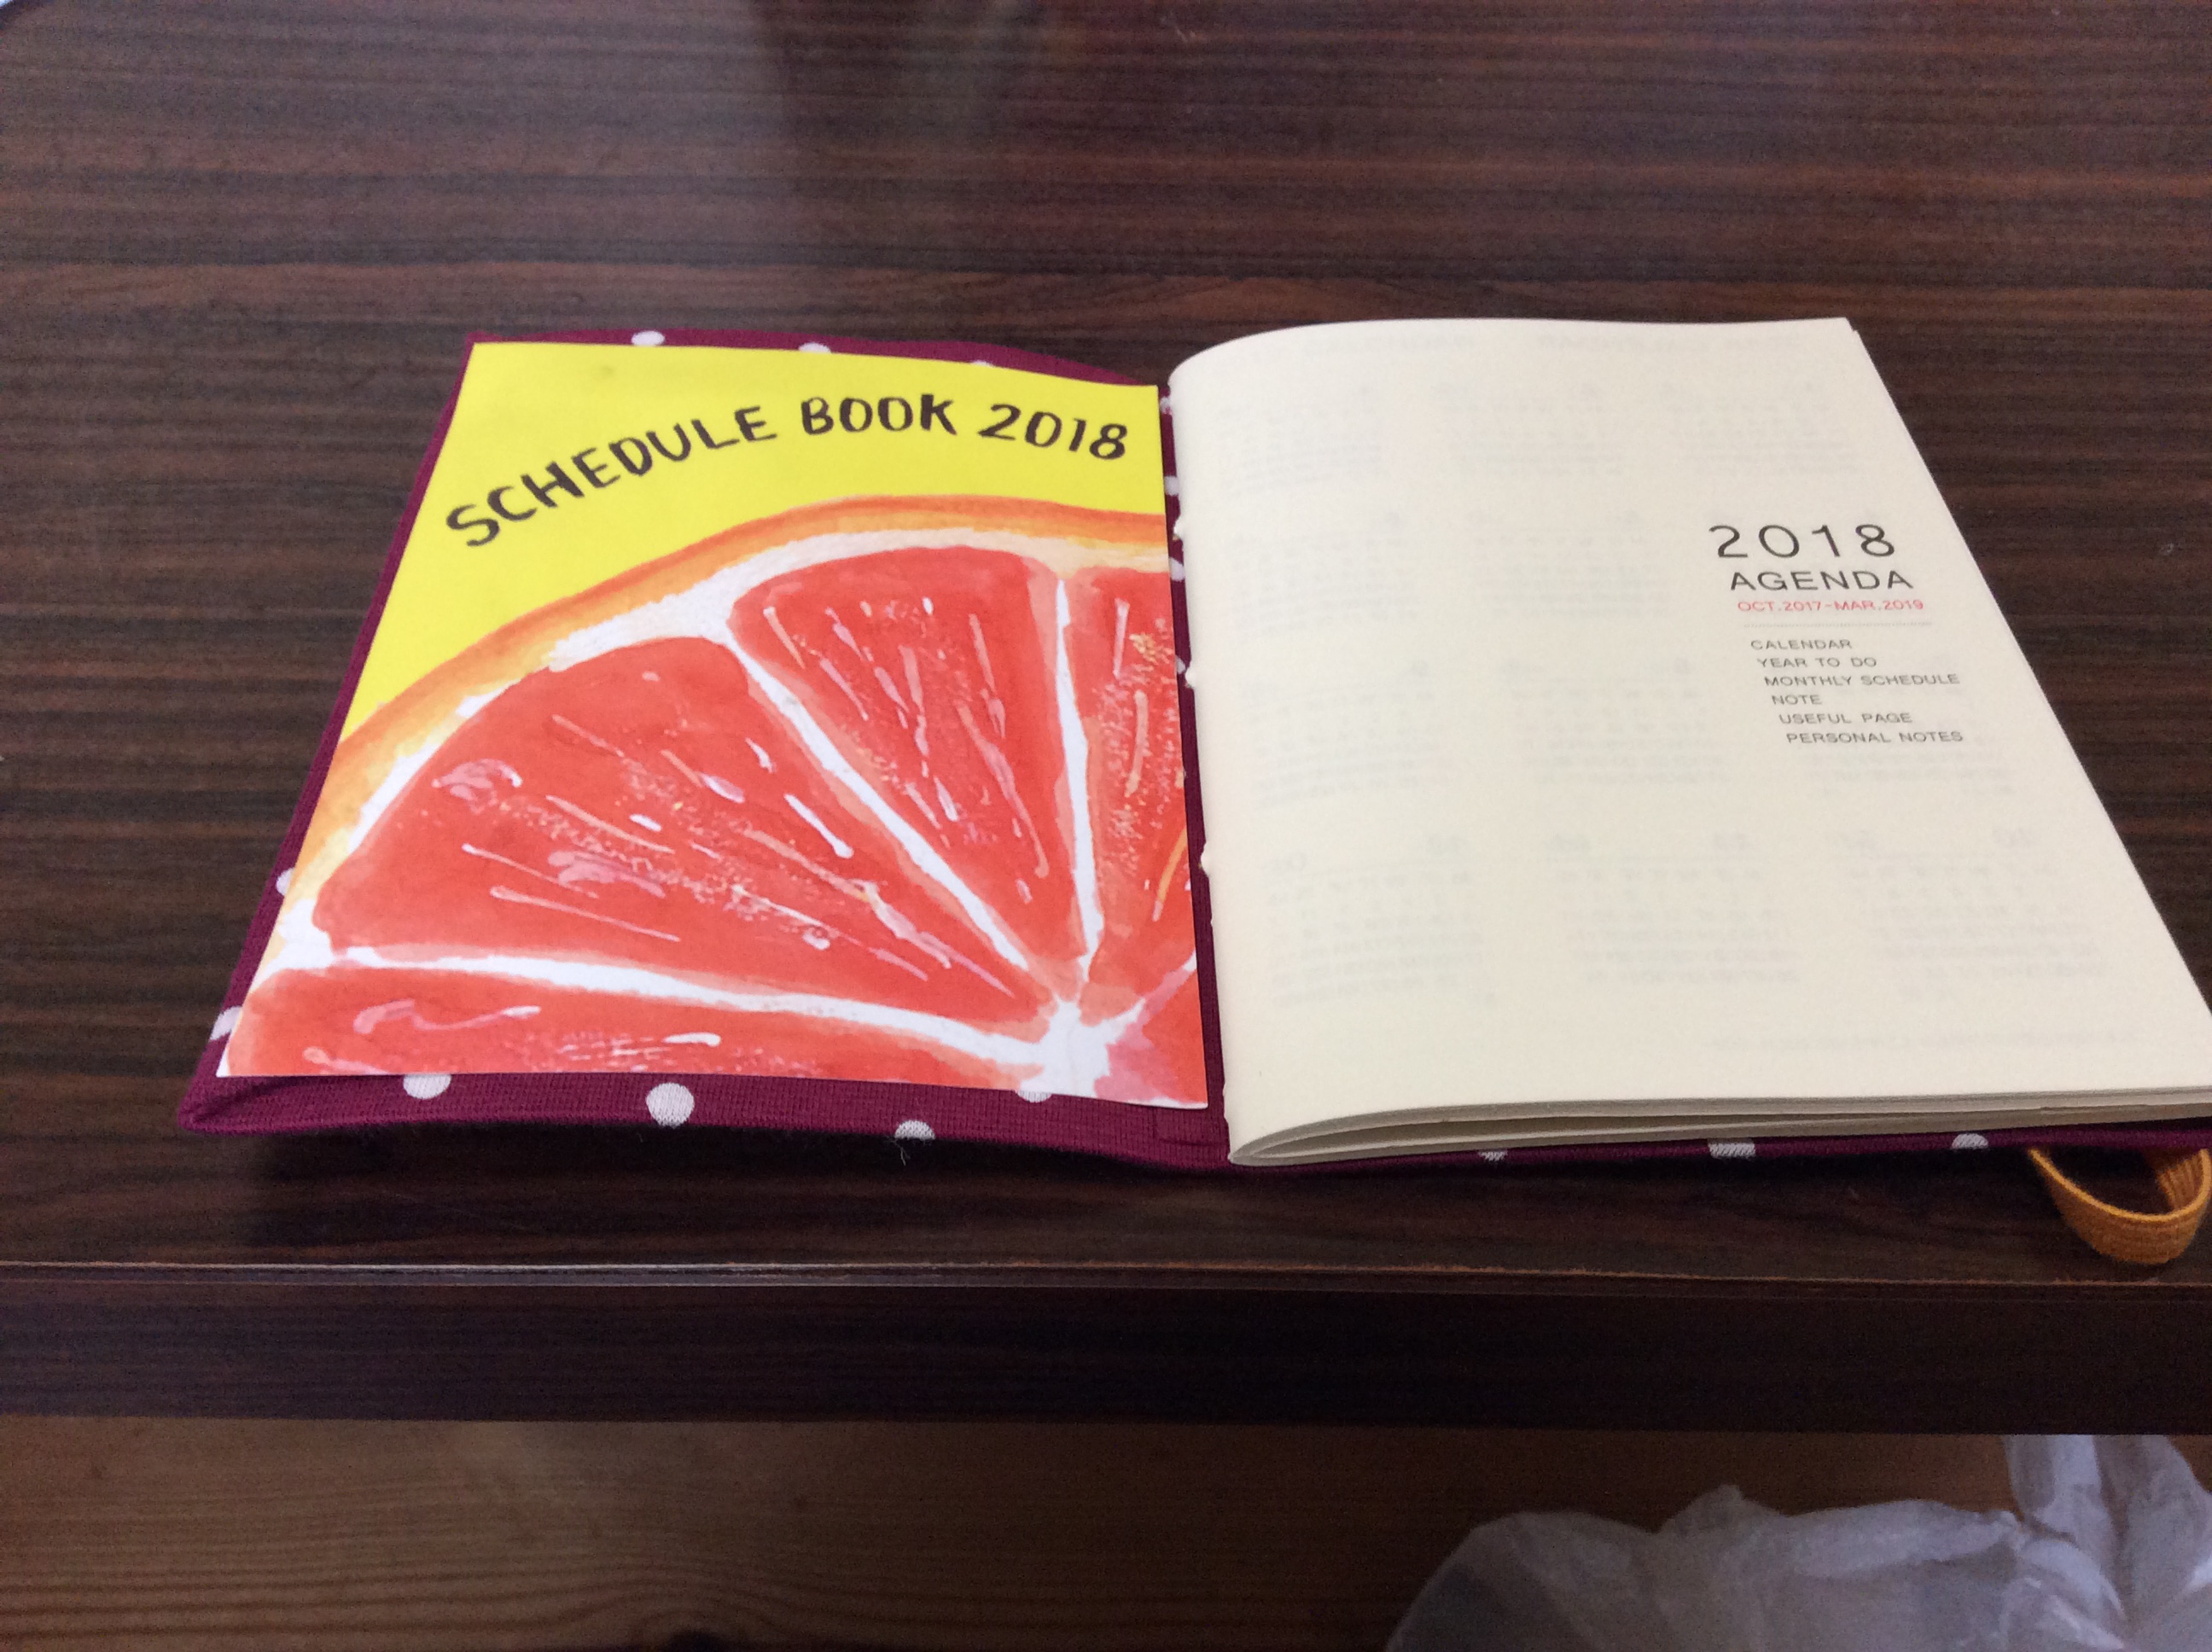 SCHEDULE BOOK 2018
2018
AGENDA
OCT.2017-MAR.2019
CALENDAR
YEAR TO DO
MONTHLY SCHEDULE
NOTE
USEFUL PAGE
PERSONAL NOTES